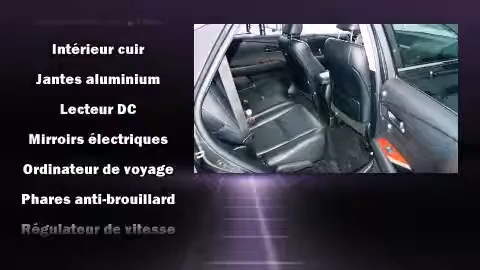 Intérieur cuir
Jantes aluminium
Lecteur DC
Mirroirs électriques
Ordinateur de voyage
Phares anti-brouillard
Régulateur de vitesse